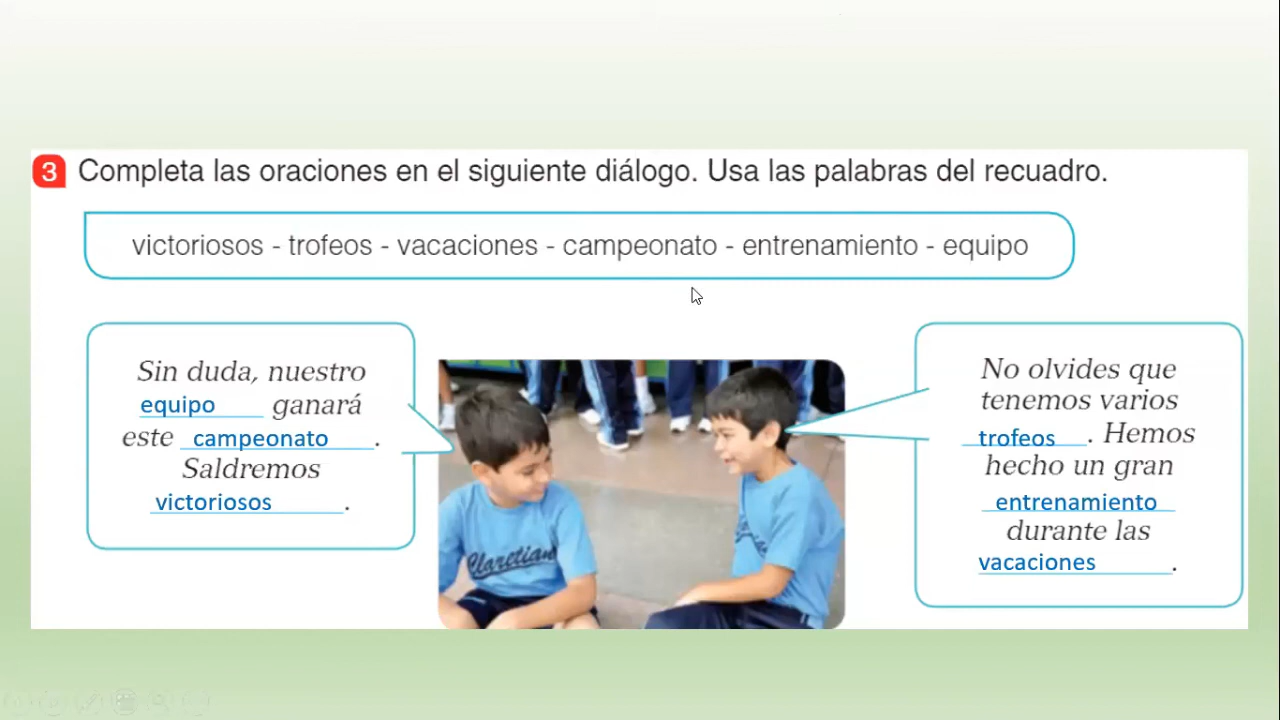 3 Completa las oraciones en el siguiente diálogo. Usa las palabras del recuadro.
victoriosos - trofeos - vacaciones - campeonato - entrenamiento - equipo
Sin duda, nuestro
equipo ganará
este campeonato.
Saldremos
victoriosos.
No olvides que
tenemos varios
trofeos. Hemos
hecho un gran
entrenamiento
durante las
vacaciones.
Claretian